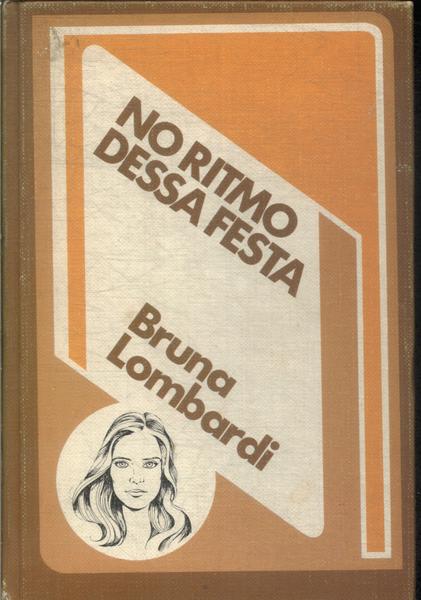 NO RITMO
DESSA FESTA
Bruna
Lombardi